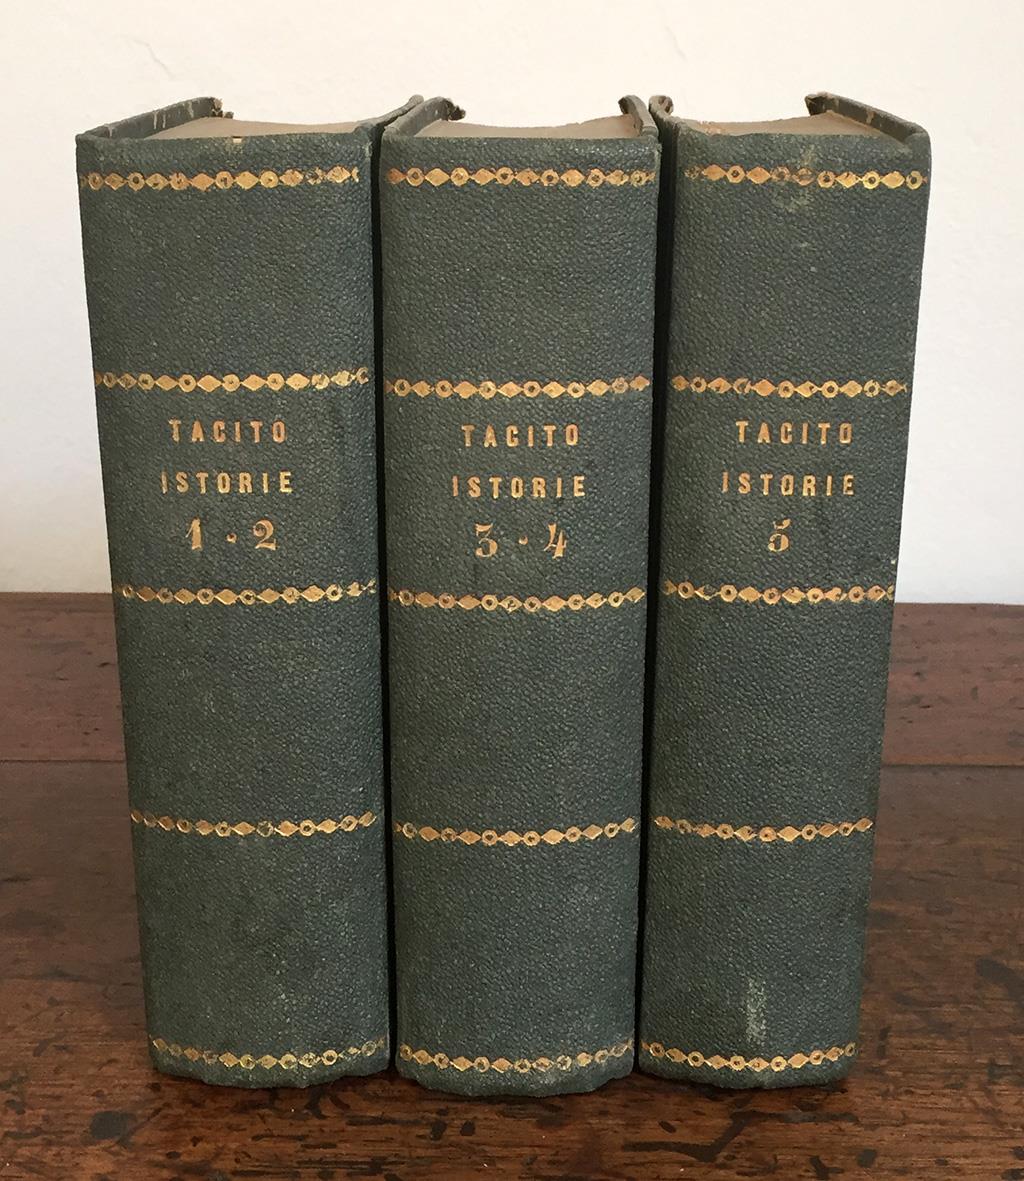 TACITO
ISTORIE
1 · 2
TACITO
ISTORIE
3 · 4
TACITO
ISTORIE
5